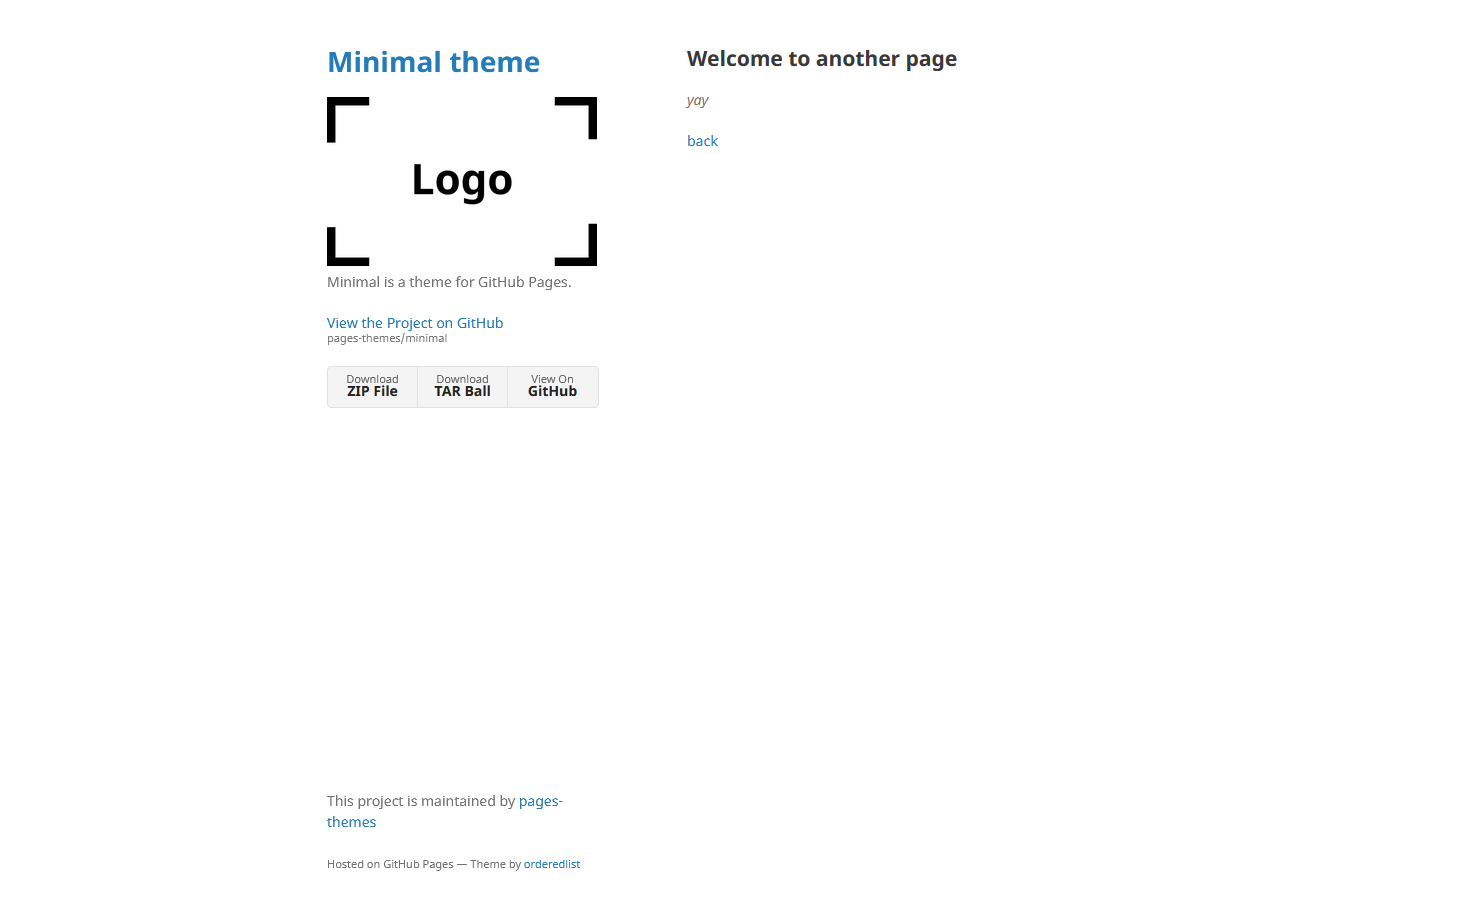 Minimal theme
Logo
Minimal is a theme for GitHub Pages.
View the Project on GitHub
pages-themes/minimal
Download
ZIP File
Download
TAR Ball
View On
GitHub
This project is maintained by pages-
themes
Hosted on GitHub Pages — Theme by orderedlist
Welcome to another page
yay
back